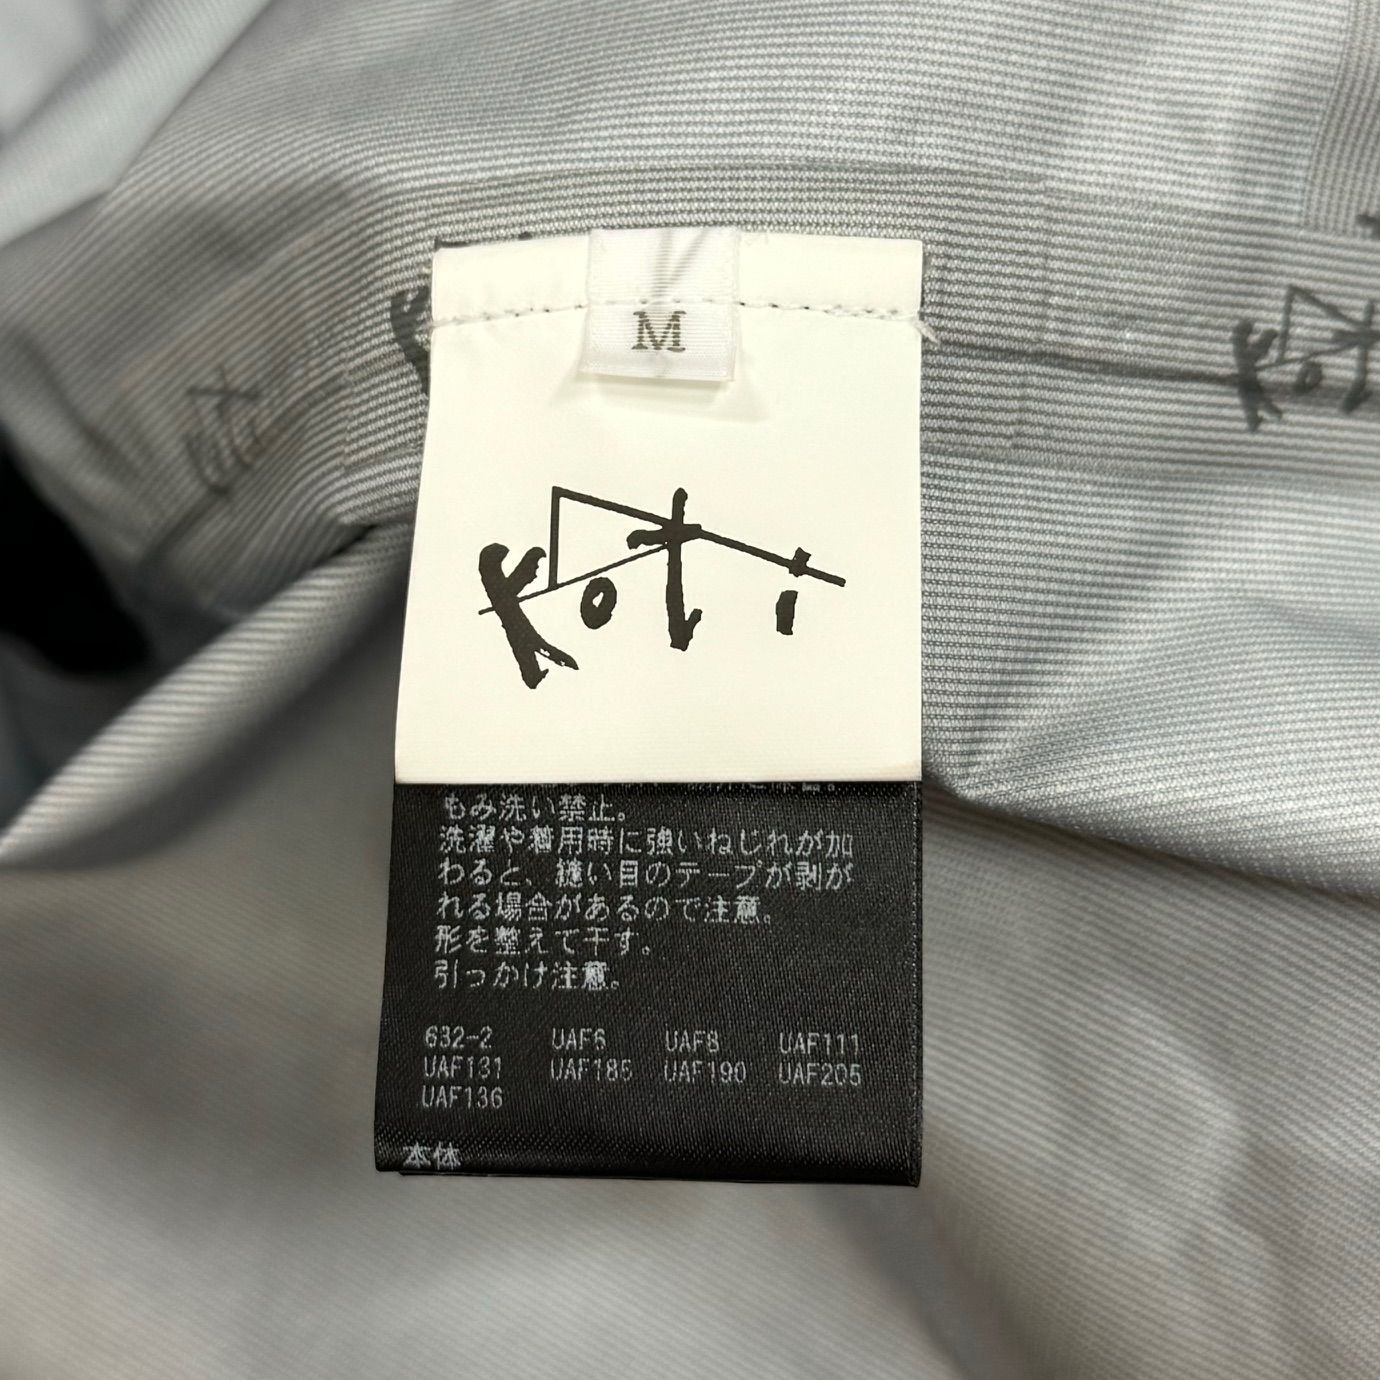 M
Koti
Koti
もみ洗い禁止。
洗濯や着用時に強いねじれが加
わると、縫い目のテープが剥が
れる場合があるので注意。
形を整えて干す。
引っかけ注意。
632-2 UAF6 UAF8 UAF111
UAF131 UAF185 UAF190 UAF205
UAF136
本体